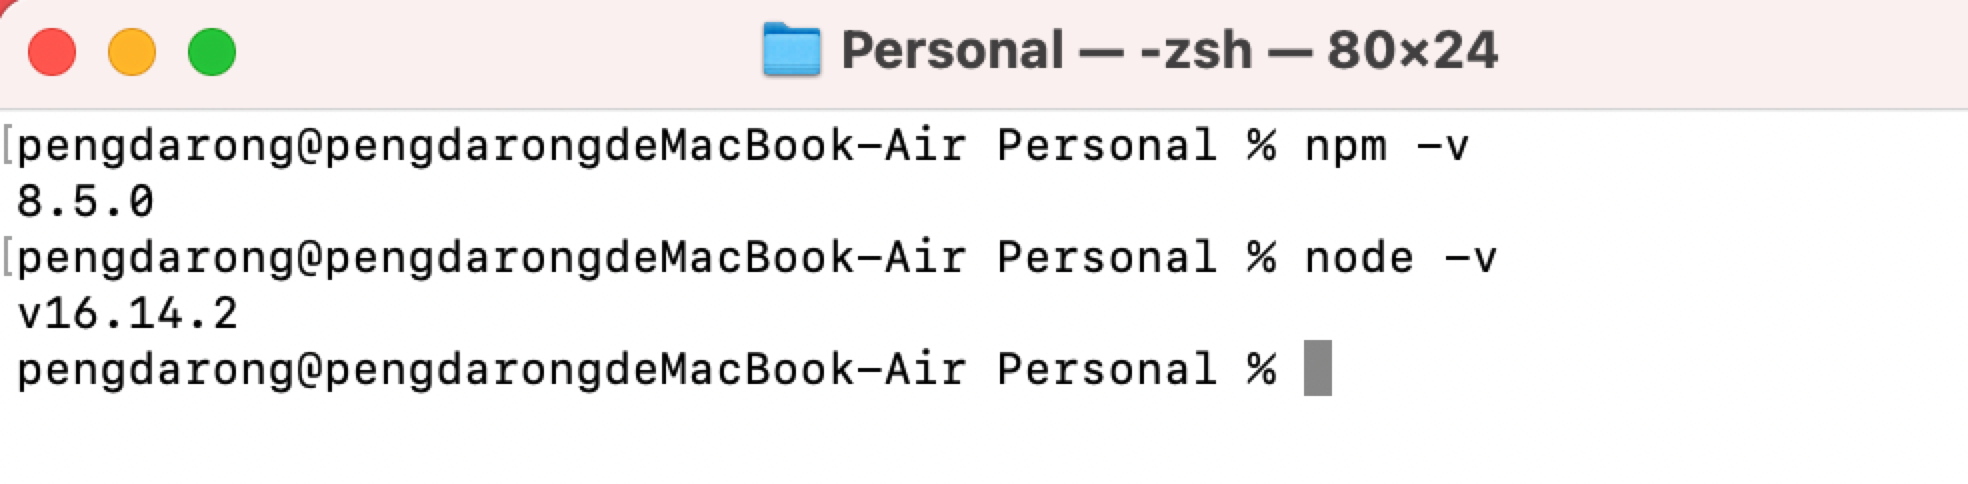 Personal — -zsh — 80×24
[pengdarong@pengdarongdeMacBook-Air Personal % npm -v
8.5.0
[pengdarong@pengdarongdeMacBook-Air Personal % node -v
v16.14.2
pengdarong@pengdarongdeMacBook-Air Personal %